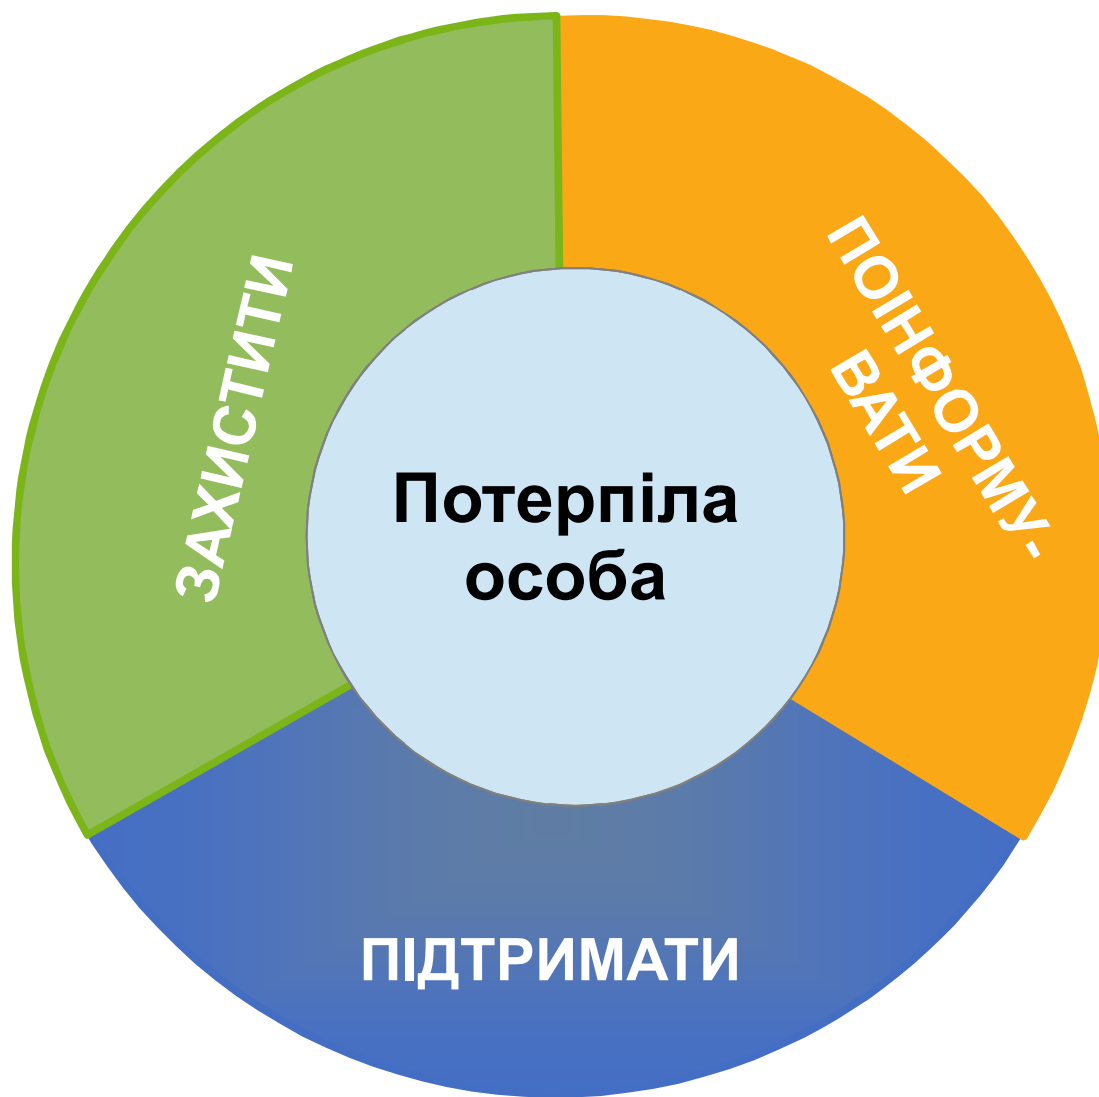 ЗАХИСТИТИ
ПОІНФОРМУ-
ВАТИ
Потерпіла
особа
ПІДТРИМАТИ